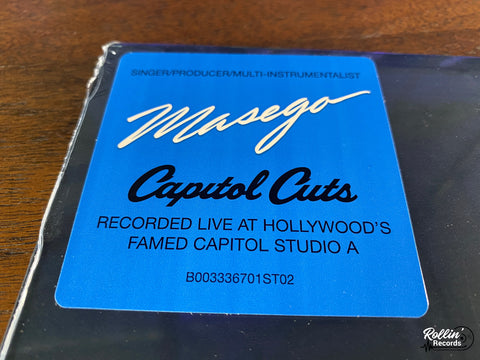 SINGER/PRODUCER/MULTI-INSTRUMENTALIST
Masego
Capitol Cuts
RECORDED LIVE AT HOLLYWOOD'S
FAMED CAPITOL STUDIO A
B003336701ST02
Rollin'
Records